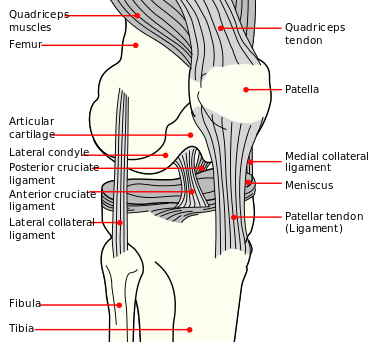 Quadriceps
muscles
Femur
Articular
cartilage
Lateral condyle
Posterior cruciate
ligament
Anterior cruciate
ligament
Lateral collateral
ligament
Fibula
Tibia
Quadriceps
tendon
Patella
Medial collateral
ligament
Meniscus
Patellar tendon
(Ligament)